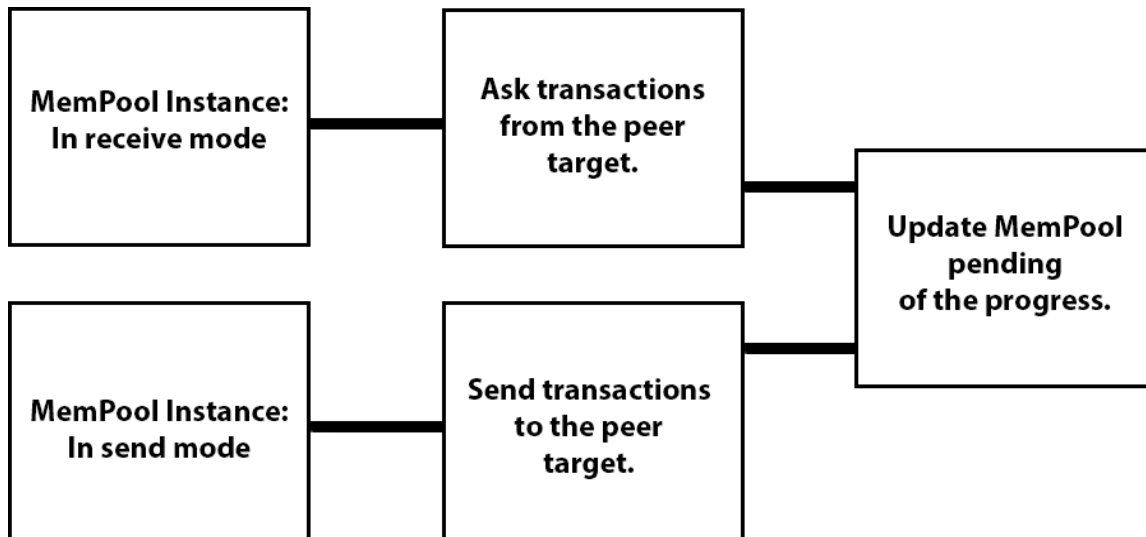 MemPool Instance:
In receive mode
Ask transactions
from the peer
target.
Update MemPool
pending
of the progress.
MemPool Instance:
In send mode
Send transactions
to the peer
target.